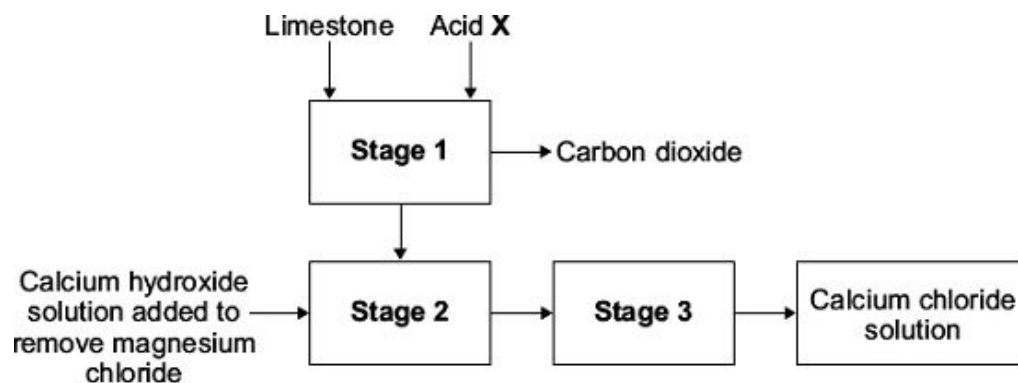 Limestone
Acid X
Stage 1
Carbon dioxide
Calcium hydroxide
solution added to
remove magnesium
chloride
Stage 2
Stage 3
Calcium chloride
solution